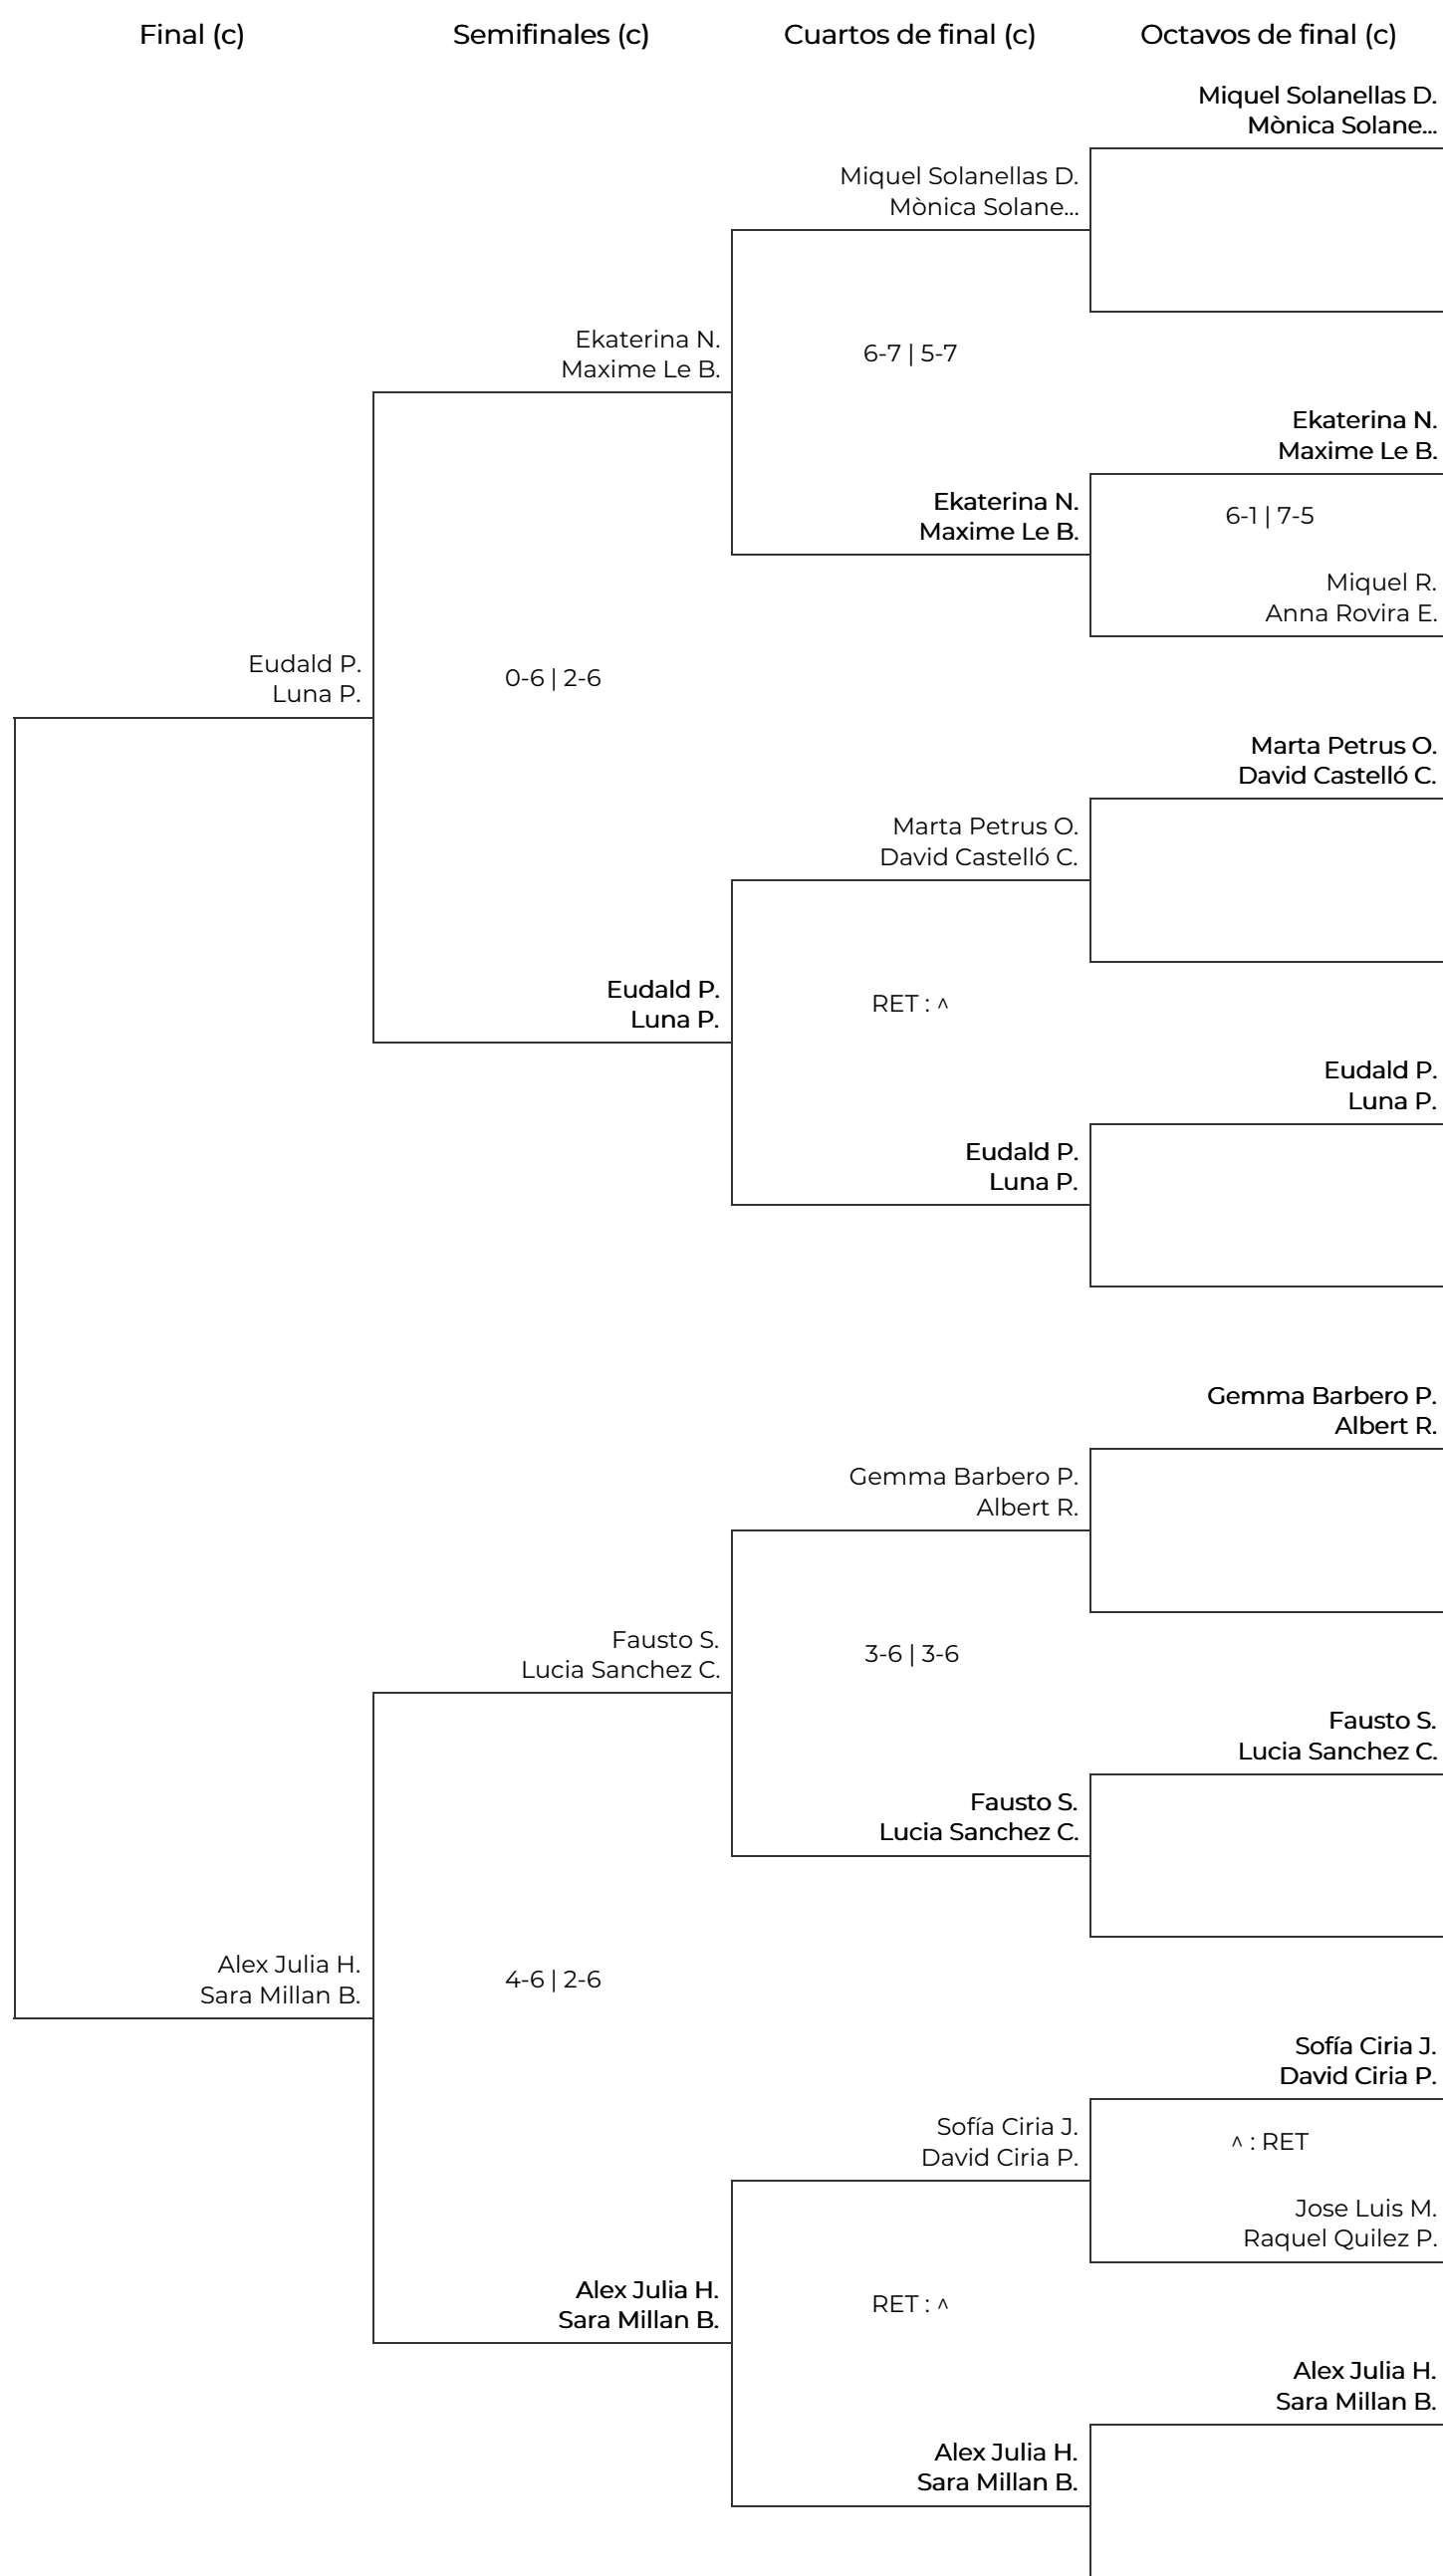 Final (c)
Semifinales (c)
Cuartos de final (c)
Octavos de final (c)
Miquel Solanellas D.
Mònica Solane...
Miquel Solanellas D.
Mònica Solane...
Ekaterina N.
Maxime Le B.
6-7 | 5-7
Ekaterina N.
Maxime Le B.
Ekaterina N.
Maxime Le B.
6-1 | 7-5
Miquel R.
Anna Rovira E.
Eudald P.
Luna P.
0-6 | 2-6
Marta Petrus O.
David Castelló C.
Marta Petrus O.
David Castelló C.
Eudald P.
Luna P.
RET : ^
Eudald P.
Luna P.
Eudald P.
Luna P.
Gemma Barbero P.
Albert R.
Gemma Barbero P.
Albert R.
Fausto S.
Lucia Sanchez C.
3-6 | 3-6
Fausto S.
Lucia Sanchez C.
Fausto S.
Lucia Sanchez C.
Alex Julia H.
Sara Millan B.
4-6 | 2-6
Sofía Ciria J.
David Ciria P.
Sofía Ciria J.
David Ciria P.
^ : RET
Jose Luis M.
Raquel Quilez P.
Alex Julia H.
Sara Millan B.
RET : ^
Alex Julia H.
Sara Millan B.
Alex Julia H.
Sara Millan B.